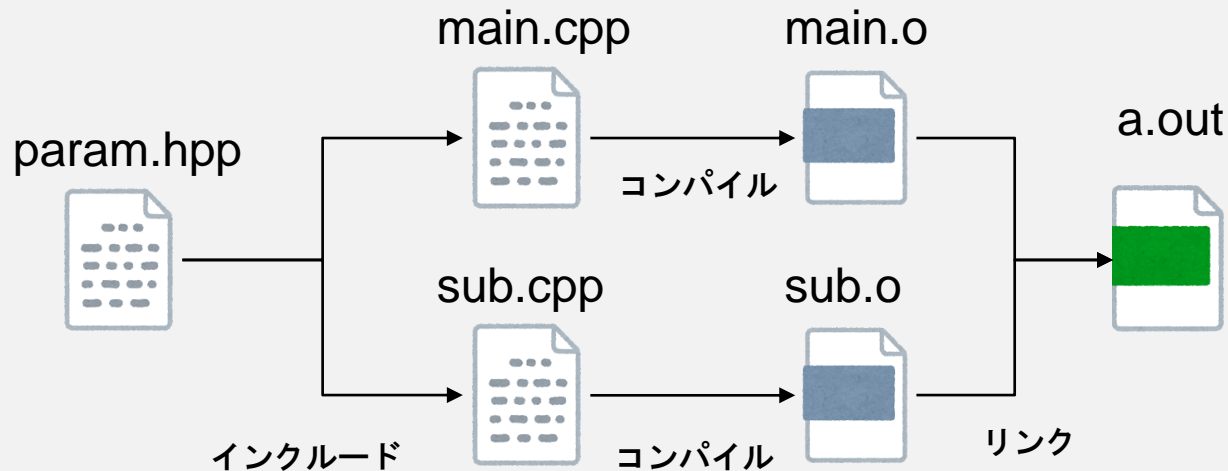 main.cpp
main.o
a.out
param.hpp
コンパイル
sub.cpp
sub.o
インクルード
コンパイル
リンク